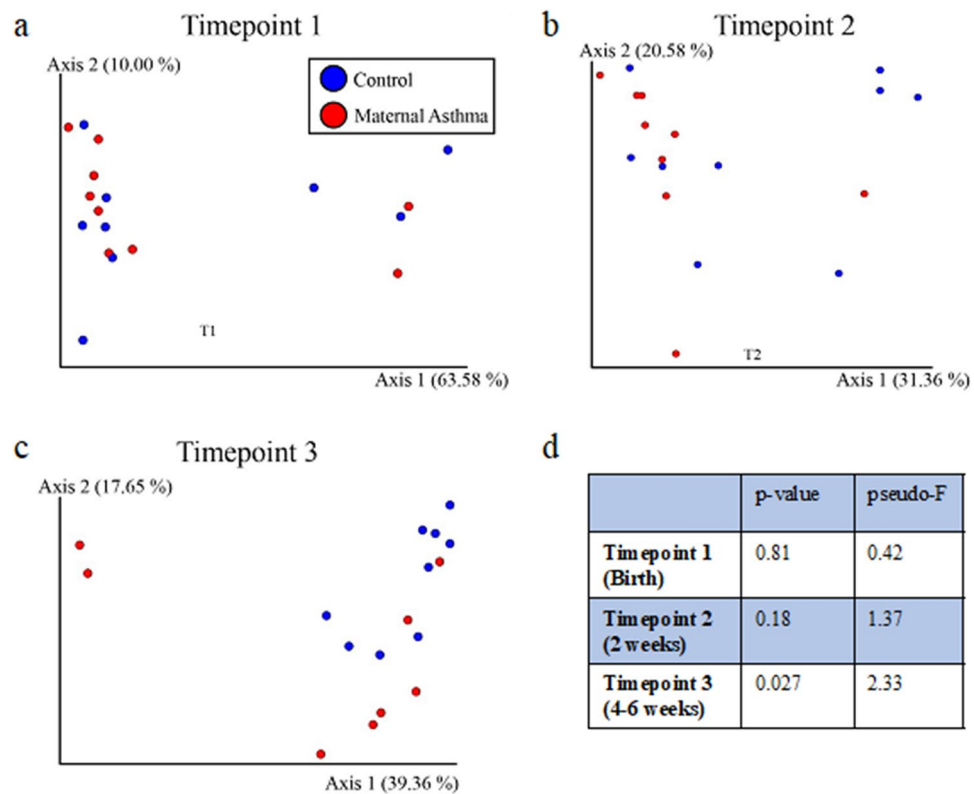 a
Timepoint 1
Axis 2 (10.00 %)
Control
Maternal Asthma
T1
Axis 1 (63.58 %)
b
Timepoint 2
Axis 2 (20.58 %)
T2
Axis 1 (31.36 %)
c
Timepoint 3
Axis 2 (17.65 %)
Axis 1 (39.36 %)
d
p-value pseudo-F
Timepoint 1 0.81 0.42
(Birth)
Timepoint 2 0.18 1.37
(2 weeks)
Timepoint 3 0.027 2.33
(4-6 weeks)